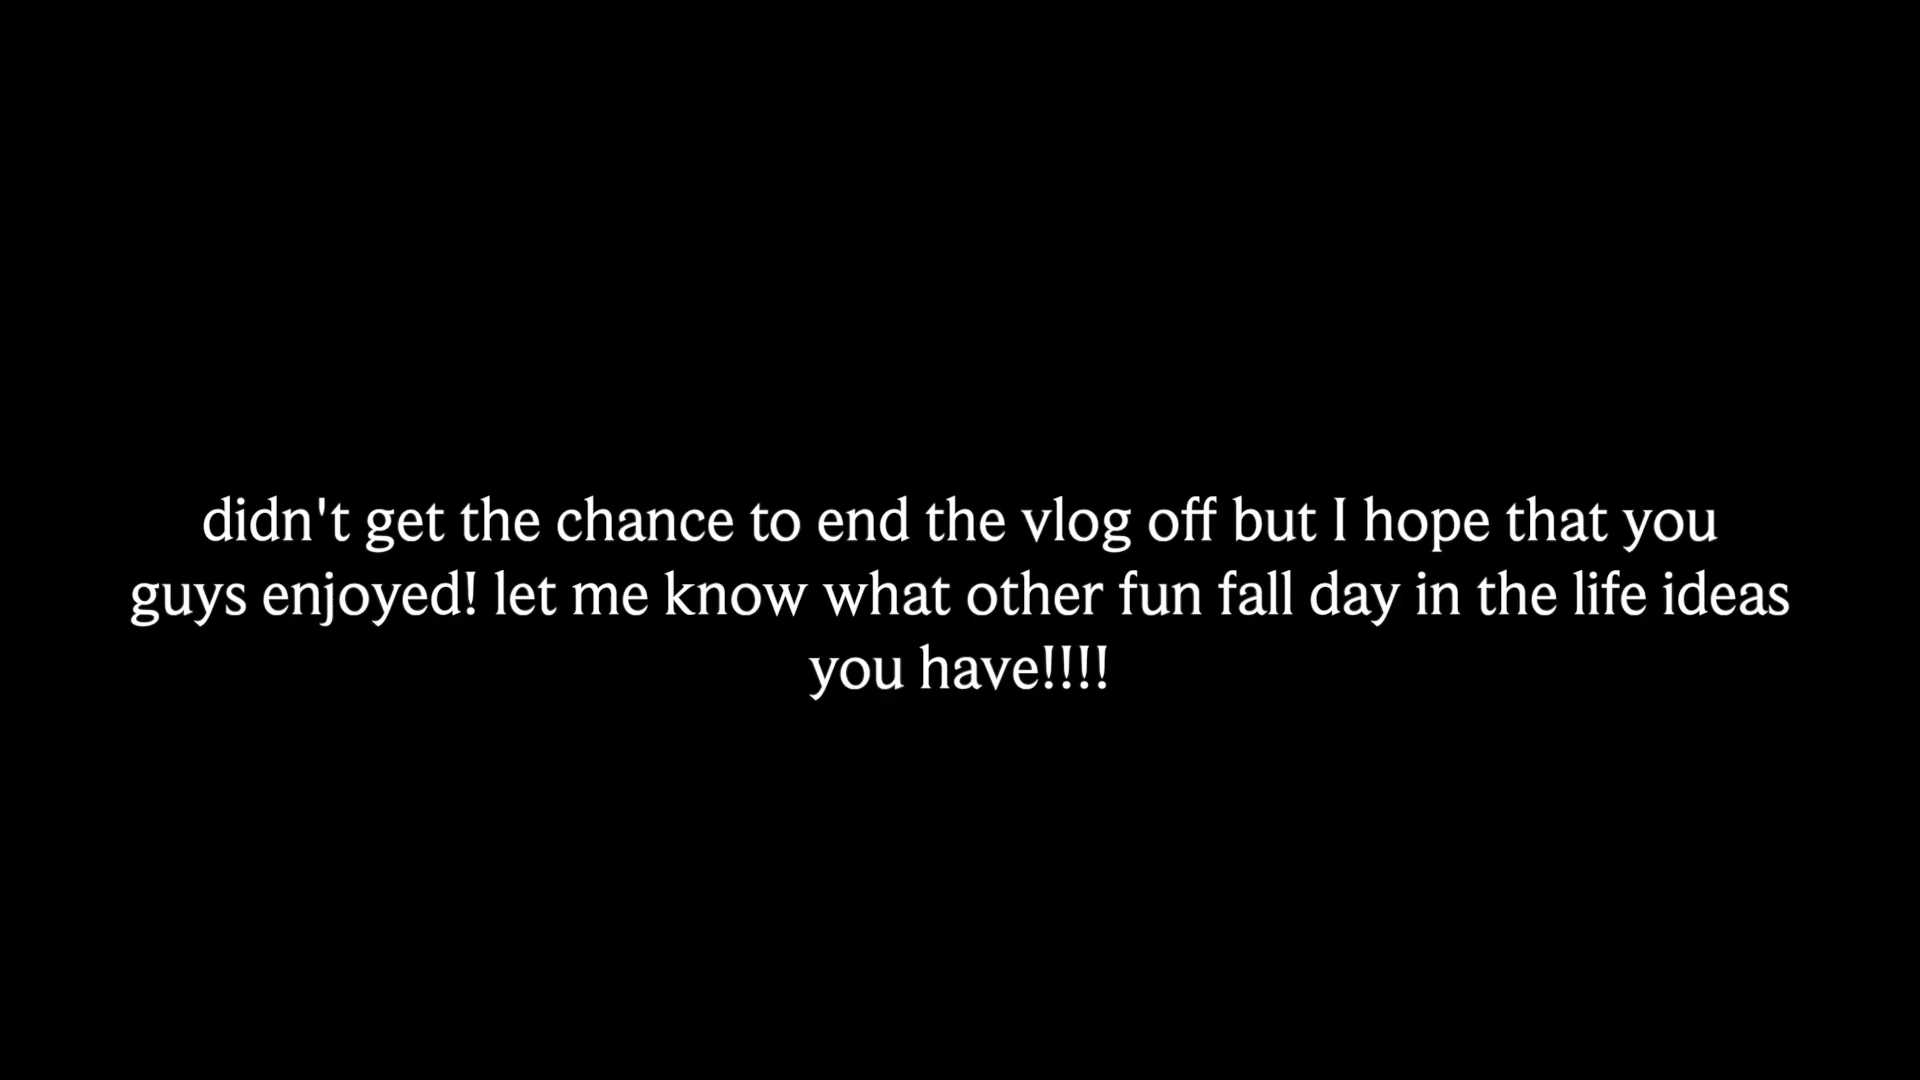 didn't get the chance to end the vlog off but I hope that you
guys enjoyed! let me know what other fun fall day in the life ideas
you have!!!!